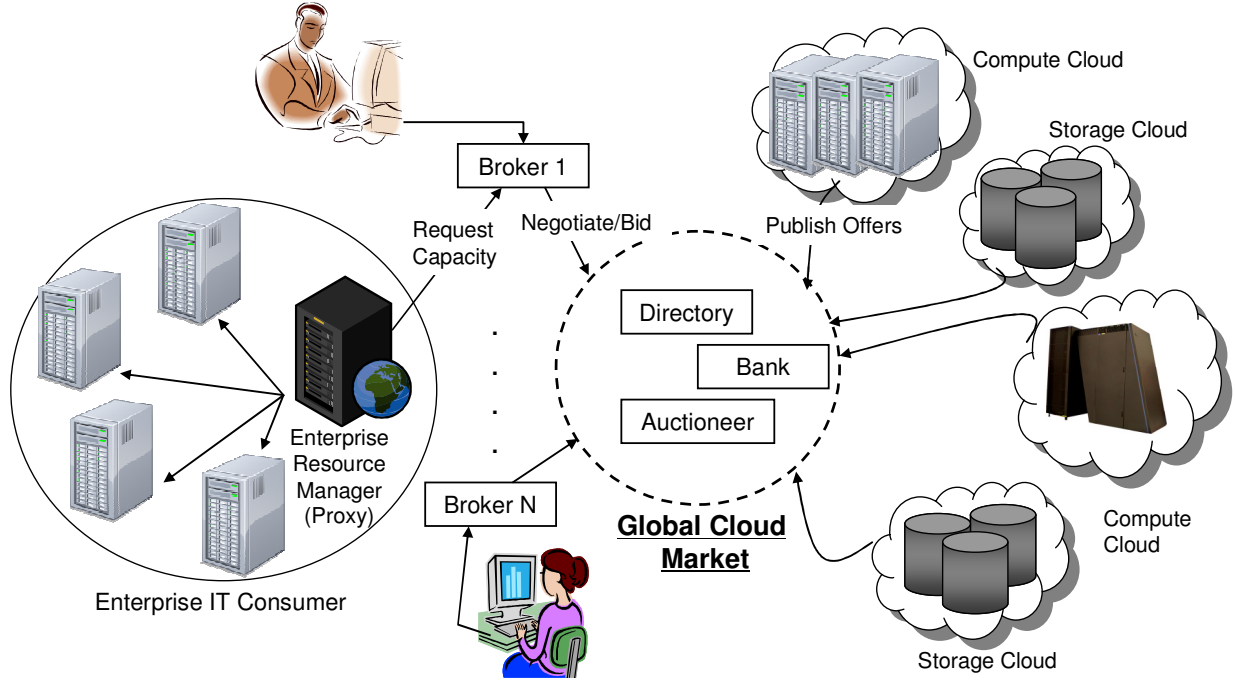 Compute Cloud
Storage Cloud
Broker 1
Request
Capacity
Negotiate/Bid
Publish Offers
Directory
Bank
Auctioneer
Enterprise
Resource
Manager
(Proxy)
Broker N
Global Cloud
Market
Compute
Cloud
Enterprise IT Consumer
Storage Cloud